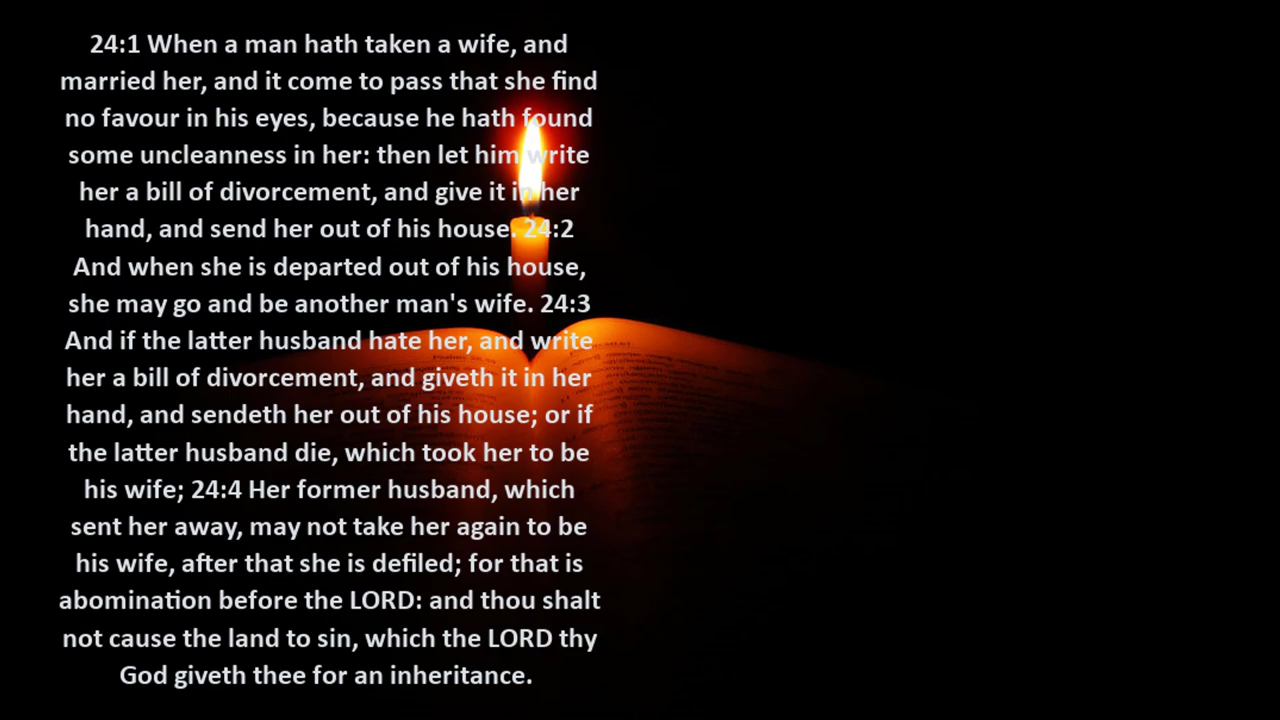 24:1 When a man hath taken a wife, and
married her, and it come to pass that she find
no favour in his eyes, because he hath found
some uncleanness in her: then let him write
her a bill of divorcement, and give it in her
hand, and send her out of his house. 24:2
And when she is departed out of his house,
she may go and be another man's wife. 24:3
And if the latter husband hate her, and write
her a bill of divorcement, and giveth it in her
hand, and sendeth her out of his house; or if
the latter husband die, which took her to be
his wife; 24:4 Her former husband, which
sent her away, may not take her again to be
his wife, after that she is defiled; for that is
abomination before the LORD: and thou shalt
not cause the land to sin, which the LORD thy
God giveth thee for an inheritance.